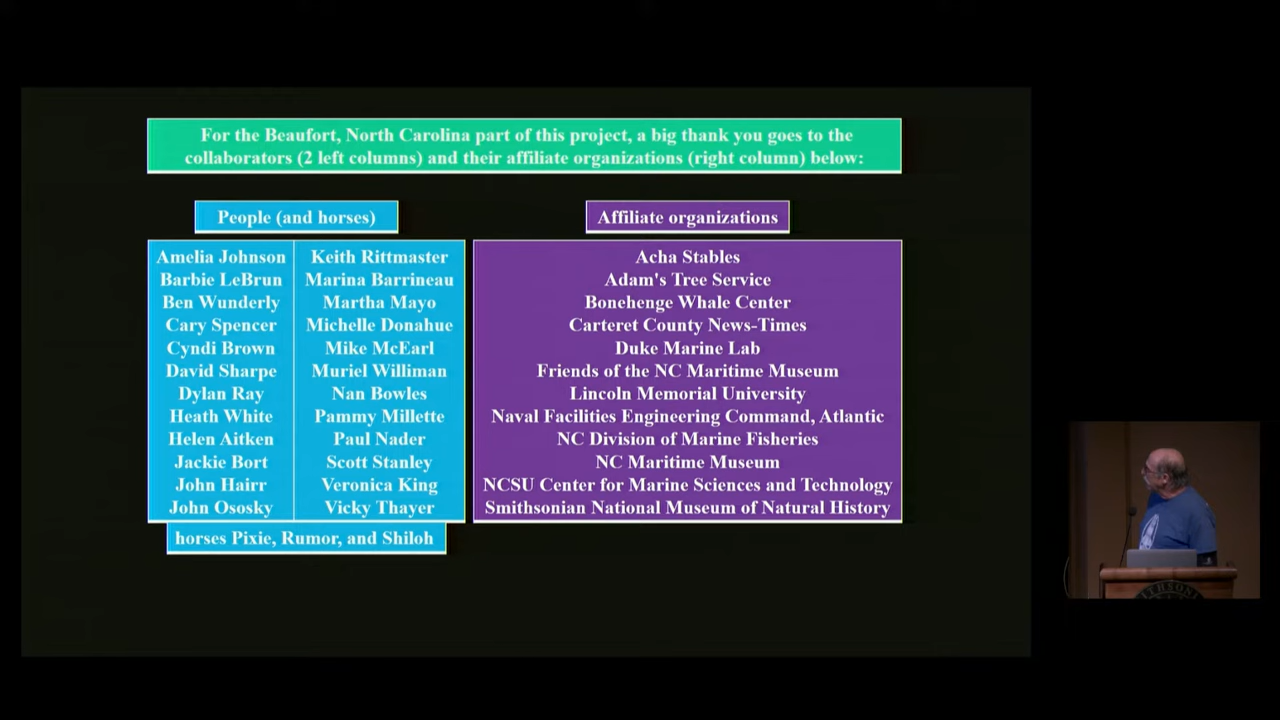 For the Beaufort, North Carolina part of this project, a big thank you goes to the
collaborators (2 left columns) and their affiliate organizations (right column) below:
People (and horses)
Amelia Johnson
Barbie LeBrun
Ben Wunderly
Cary Spencer
Cyndi Brown
David Sharpe
Dylan Ray
Heath White
Helen Aitken
Jackie Bort
John Hairr
John Ososky
Keith Rittmaster
Marina Barrineau
Martha Mayo
Michelle Donahue
Mike McEarl
Muriel Williman
Nan Bowles
Pammy Millette
Paul Nader
Scott Stanley
Veronica King
Vicky Thayer
horses Pixie, Rumor, and Shiloh
Affiliate organizations
Acha Stables
Adam's Tree Service
Bonehenge Whale Center
Carteret County News-Times
Duke Marine Lab
Friends of the NC Maritime Museum
Lincoln Memorial University
Naval Facilities Engineering Command, Atlantic
NC Division of Marine Fisheries
NC Maritime Museum
NCSU Center for Marine Sciences and Technology
Smithsonian National Museum of Natural History